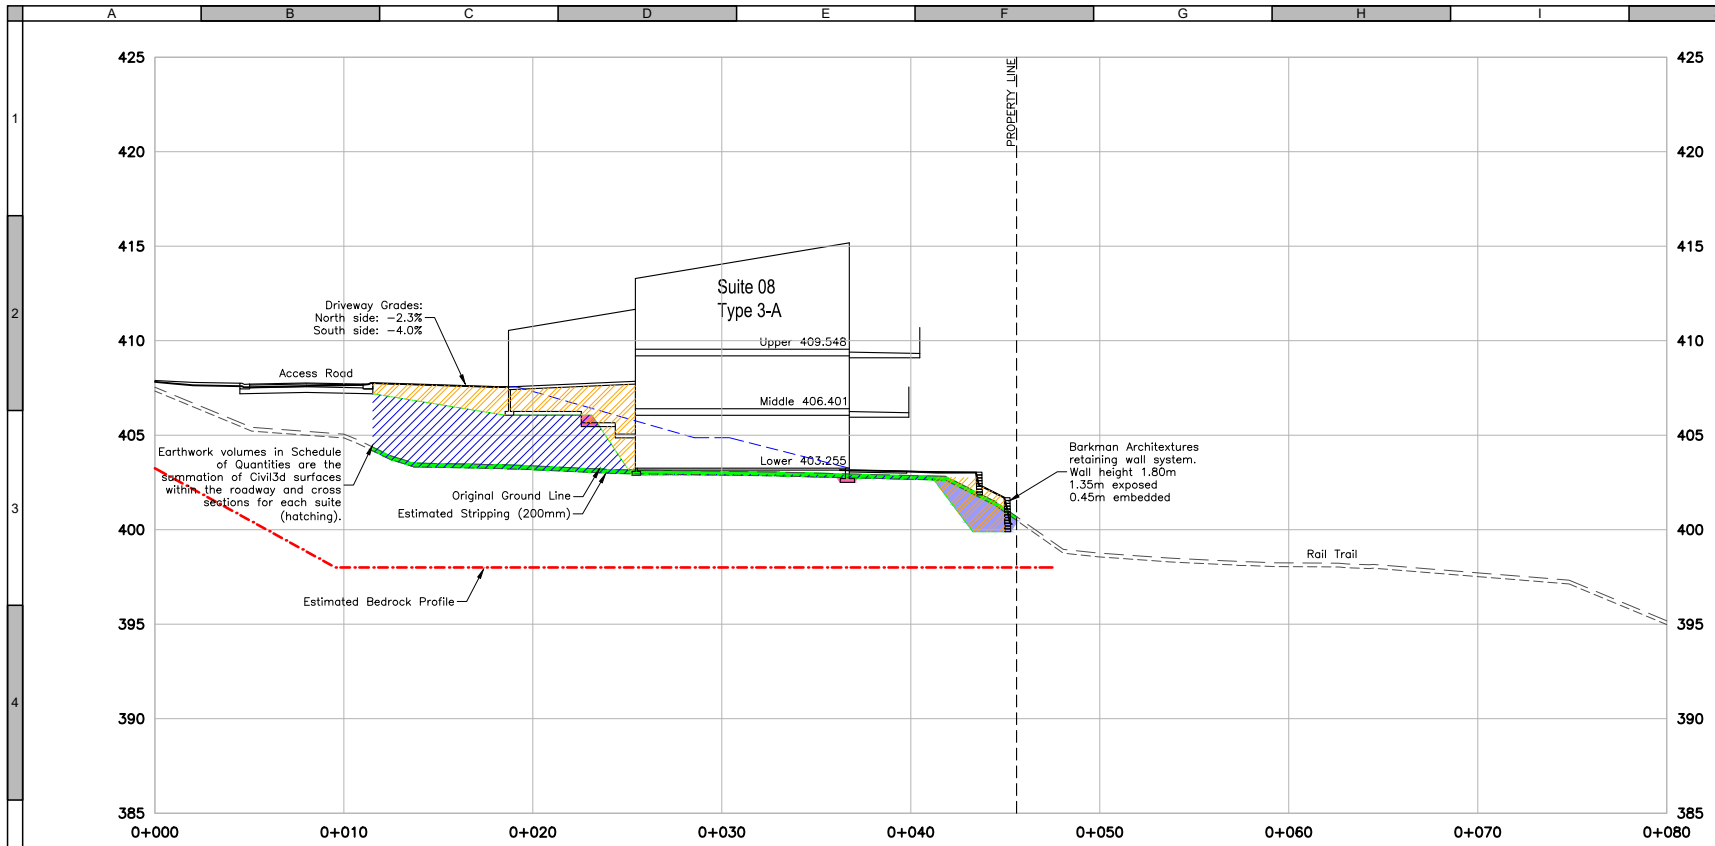 A B C D E F G H I
1
2
3
4
425 425
420 420
415 415
410 410
405 405
400 400
395 395
390 390
385 385
0+000 0+010 0+020 0+030 0+040 0+050 0+060 0+070 0+080
PROPERTY LINE
Suite 08
Type 3-A
Driveway Grades:
North side: -2.3%
South side: -4.0%
Upper 409.548
Access Road
Middle 406.401
Lower 403.255
Earthwork volumes in Schedule
of Quantities are the
summation of Civil3d surfaces
within the roadway and cross
sections for each suite
(hatching).
Original Ground Line
Estimated Stripping (200mm)
Barkman Architextures
retaining wall system.
Wall height 1.80m
1.35m exposed
0.45m embedded
Rail Trail
Estimated Bedrock Profile